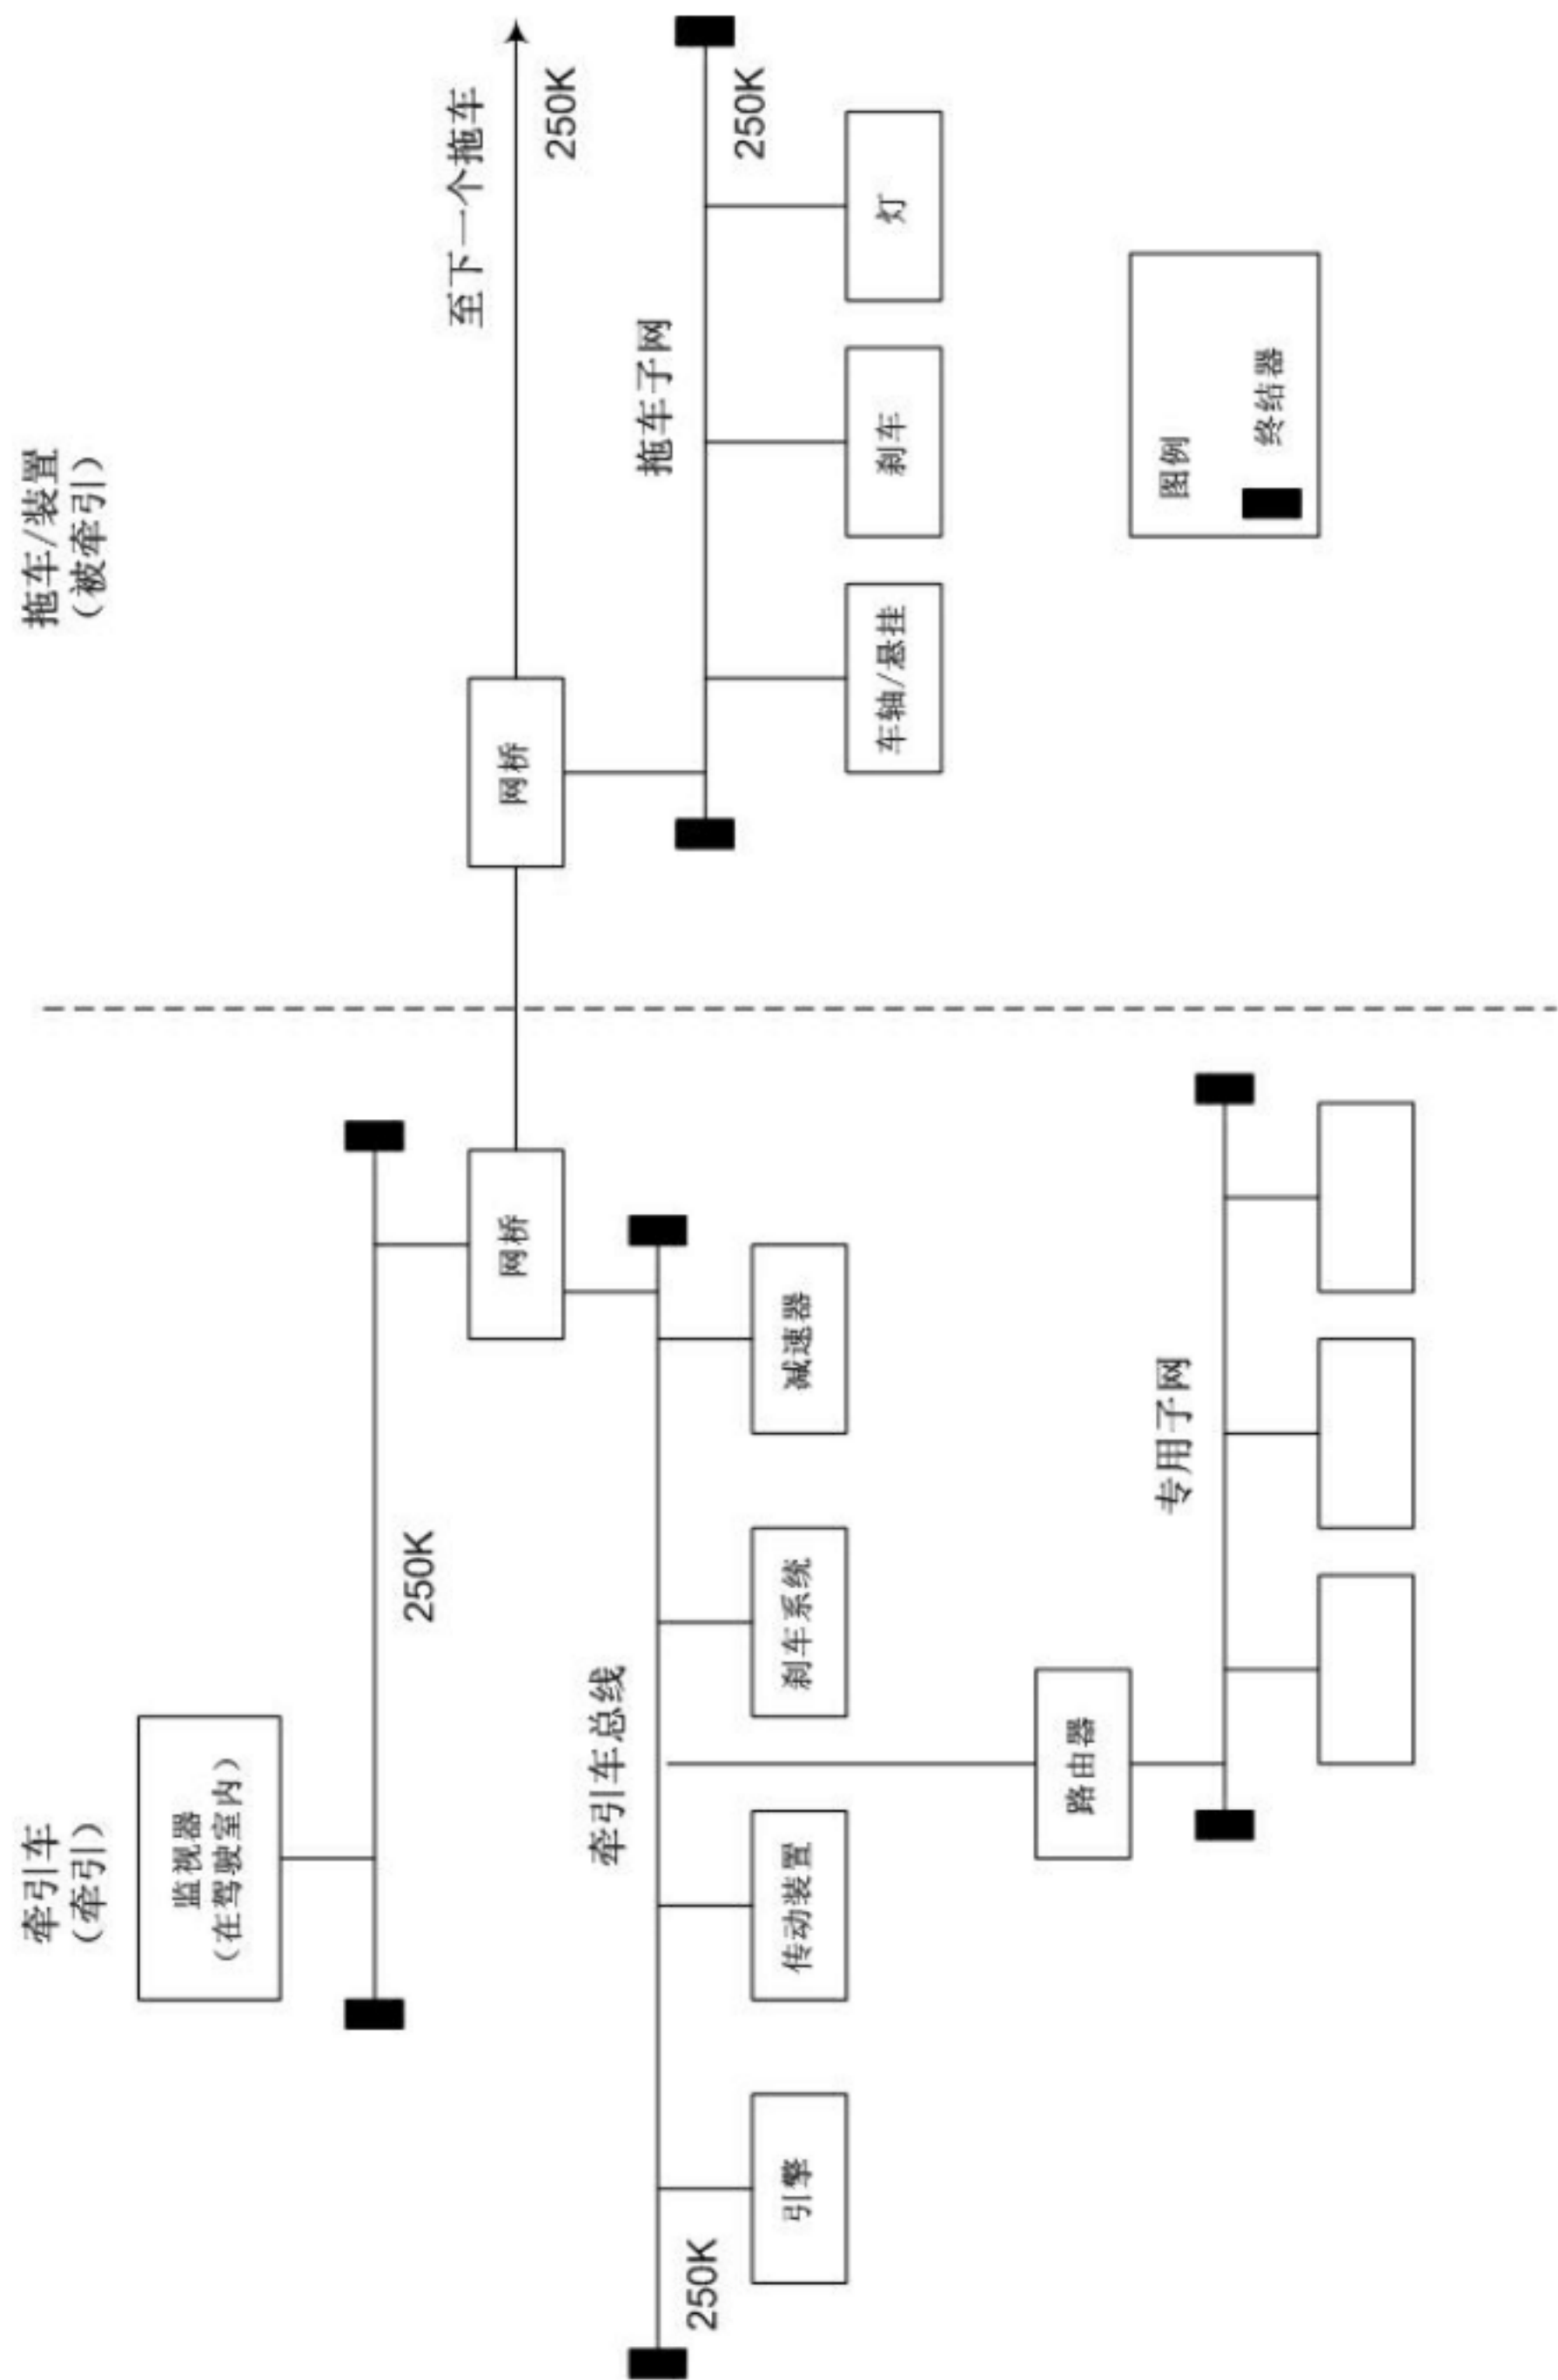 牵引车
（牵引）
拖车/装置
（被牵引）
监视器
（在驾驶室内）
250K
网桥
网桥
至下一个拖车
250K
牵引车总线
250K
引擎
传动装置
刹车系统
减速器
拖车子网
250K
车轴/悬挂
刹车
灯
路由器
专用子网
图例
终结器